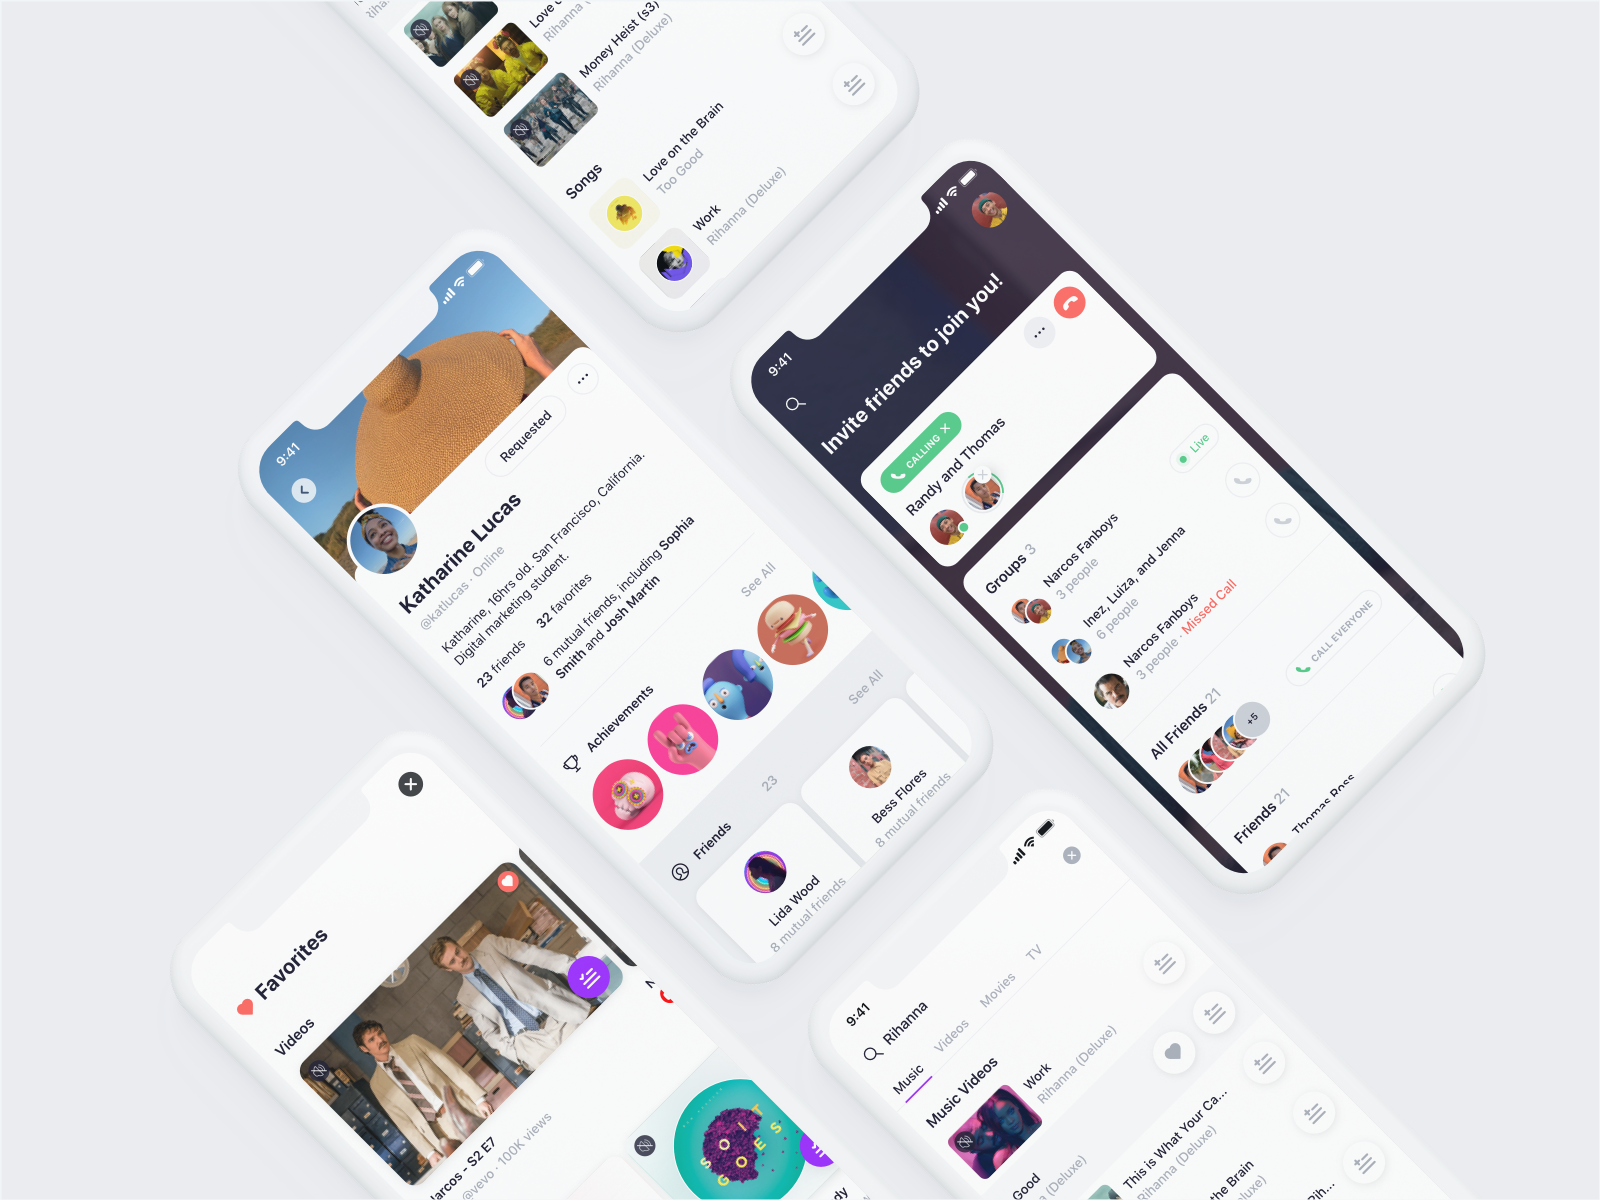 Love o
Rihanna (
Money Heist (s3)
Rihanna (Deluxe)
Songs
Love on the Brain
Too Good
Work
Rihanna (Deluxe)
9:41
Requested
Katharine Lucas
@katlucas · Online
Katharine, 16hrs old. San Francisco, California.
Digital marketing student.
23 friends
32 favorites
6 mutual friends, including Sophia
Smith and Josh Martin
Achievements
See All
Friends
23
See All
Lida Wood
8 mutual friends
Bess Flores
8 mutual friends
9:41
Invite friends to join you!
CALLING
Randy and Thomas
Live
Groups 3
Narcos Fanboys
3 people
Inez, Luiza, and Jenna
6 people
Narcos Fanboys
3 people · Missed Call
All Friends 21
CALL EVERYONE
+5
Friends 21
Thomas Ross
Favorites
Videos
arcos - S2 E7
@vevo · 100K views
SO IT
GOES
dy
9:41
Rihanna
Music
Videos
Movies
TV
Music Videos
Work
Rihanna (Deluxe)
Good
(Deluxe)
This is What Your Ca...
Rihanna (Deluxe)
the Brain
(Deluxe)
Rih...